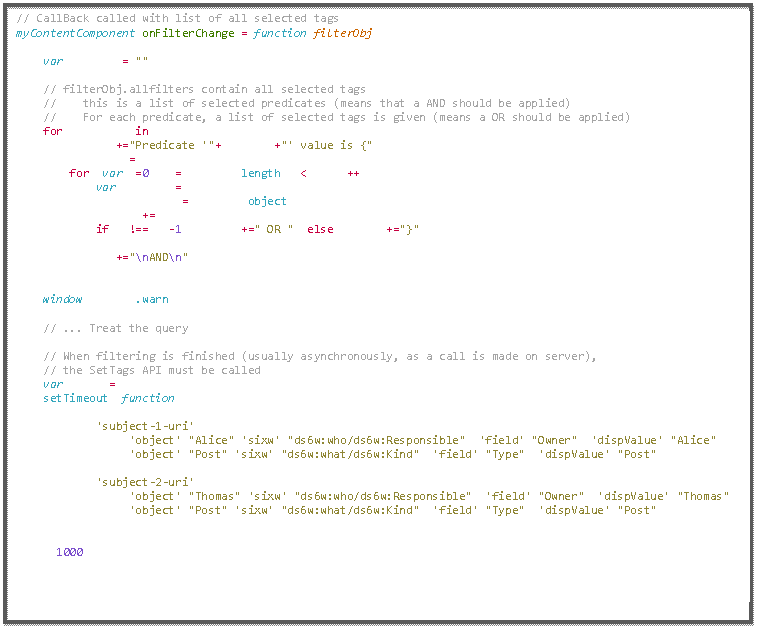 // CallBack called with list of all selected tags
myContentComponent onFilterChange = function filterObj
var = ""
// filterObj.allfilters contain all selected tags
// this is a list of selected predicates (means that a AND should be applied)
// For each predicate, a list of selected tags is given (means a OR should be applied)
for in
+="Predicate '"+ +"' value is {"
=
for var =0 = length < ++
var =
= object
+=
if !== -1 +=" OR " else +="}"
+="\nAND\n"
window .warn
// ... Treat the query
// When filtering is finished (usually asynchronously, as a call is made on server),
// the SetTags API must be called
var =
setTimeout function
'subject-1-uri'
'object' "Alice" 'sixw' "ds6w:who/ds6w:Responsible" 'field' "Owner" 'dispValue' "Alice"
'object' "Post" 'sixw' "ds6w:what/ds6w:Kind" 'field' "Type" 'dispValue' "Post"
'subject-2-uri'
'object' "Thomas" 'sixw' "ds6w:who/ds6w:Responsible" 'field' "Owner" 'dispValue' "Thomas"
'object' "Post" 'sixw' "ds6w:what/ds6w:Kind" 'field' "Type" 'dispValue' "Post"
1000